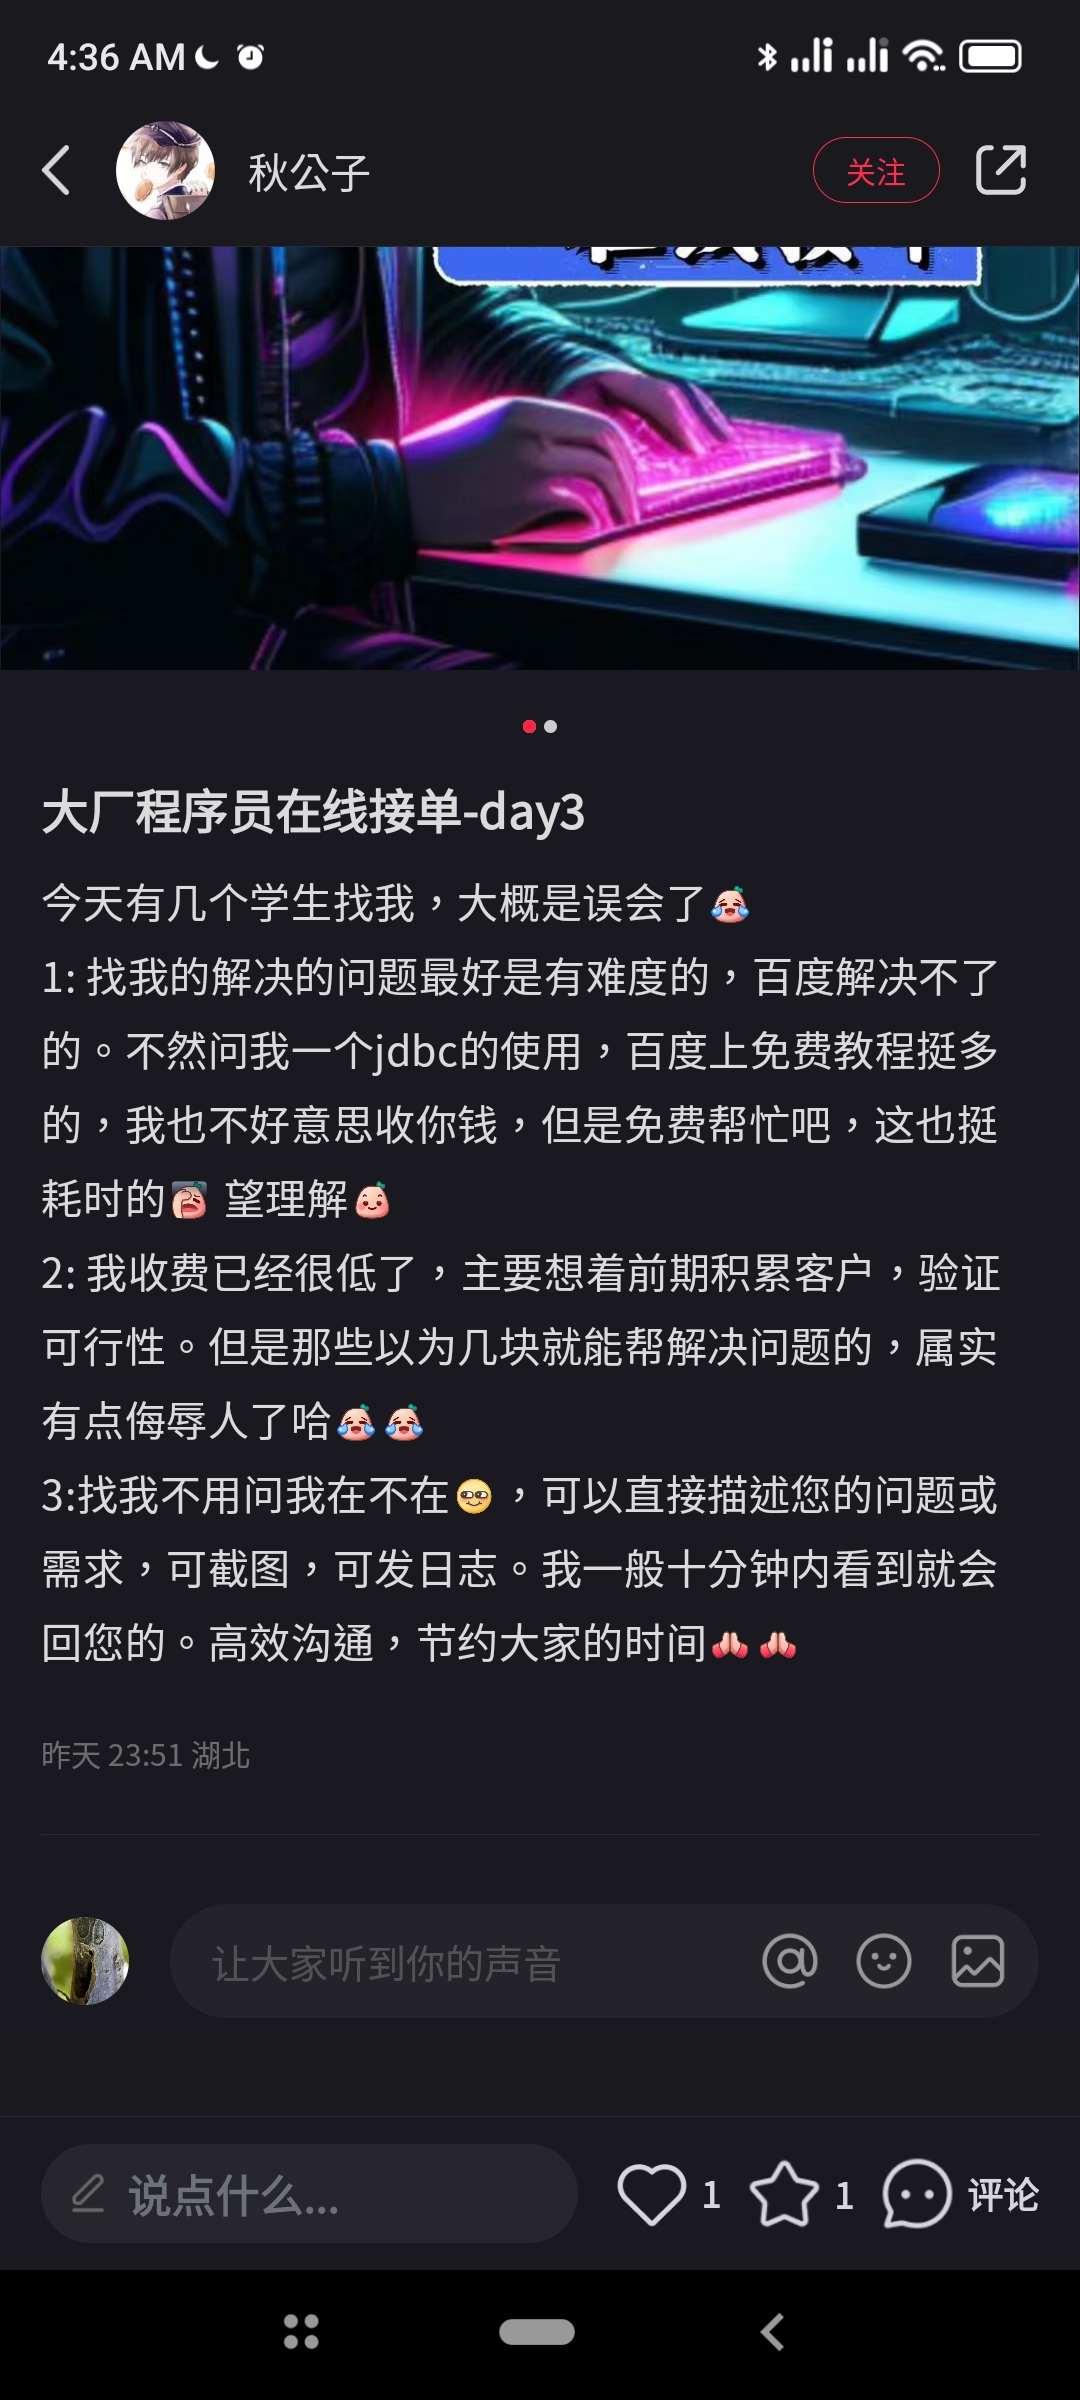 4:36 AM
秋公子
关注
大厂程序员在线接单-day3
今天有几个学生找我，大概是误会了
1: 找我的解决的问题最好是有难度的，百度解决不了
的。不然问我一个jdbc的使用，百度上免费教程挺多
的，我也不好意思收你钱，但是免费帮忙吧，这也挺
耗时的 望理解
2: 我收费已经很低了，主要想着前期积累客户，验证
可行性。但是那些以为几块就能帮解决问题的，属实
有点侮辱人了哈
3:找我不用问我在不在，可以直接描述您的问题或
需求，可截图，可发日志。我一般十分钟内看到就会
回您的。高效沟通，节约大家的时间
昨天 23:51 湖北
让大家听到你的声音
说点什么...
1
1
评论